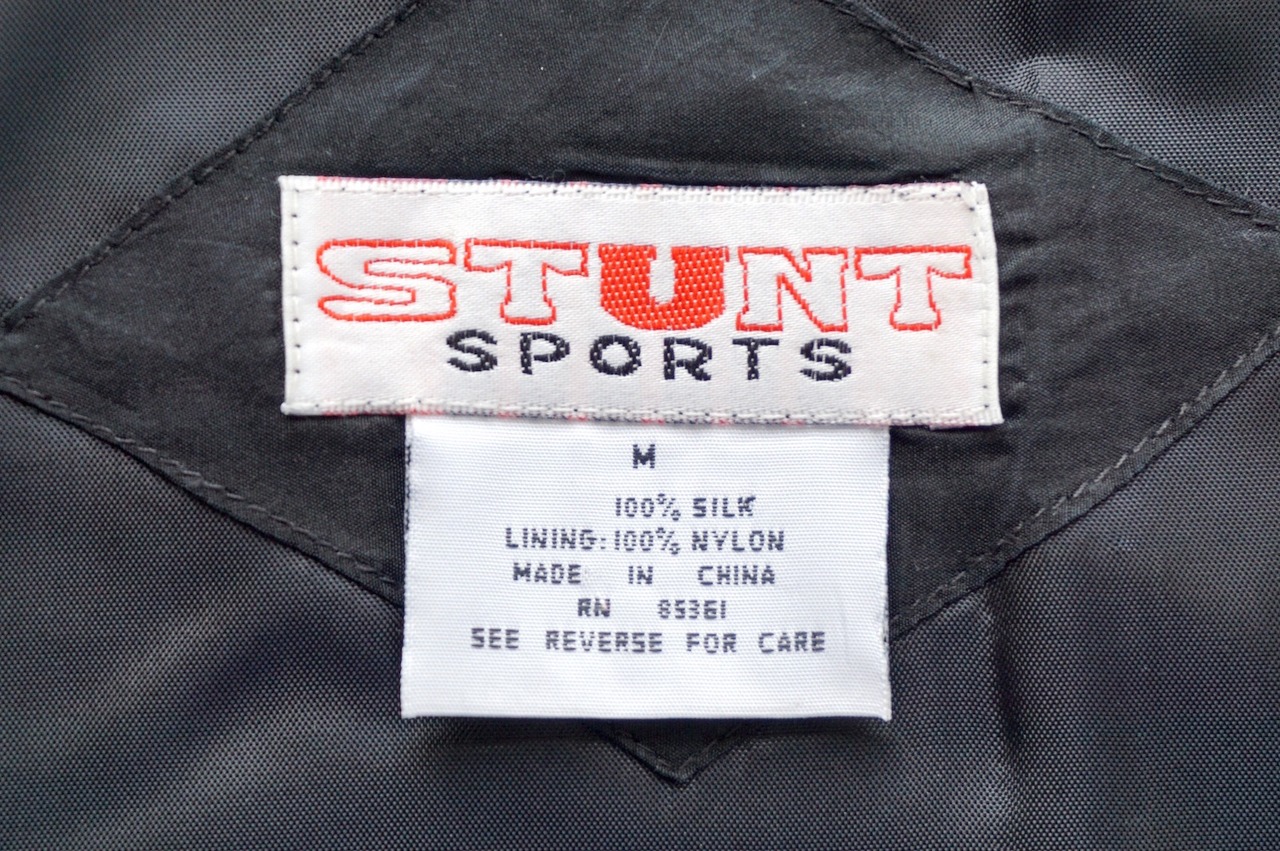 STUNT
SPORTS
M
100% SILK
LINING: 100% NYLON
MADE IN CHINA
RN 85361
SEE REVERSE FOR CARE